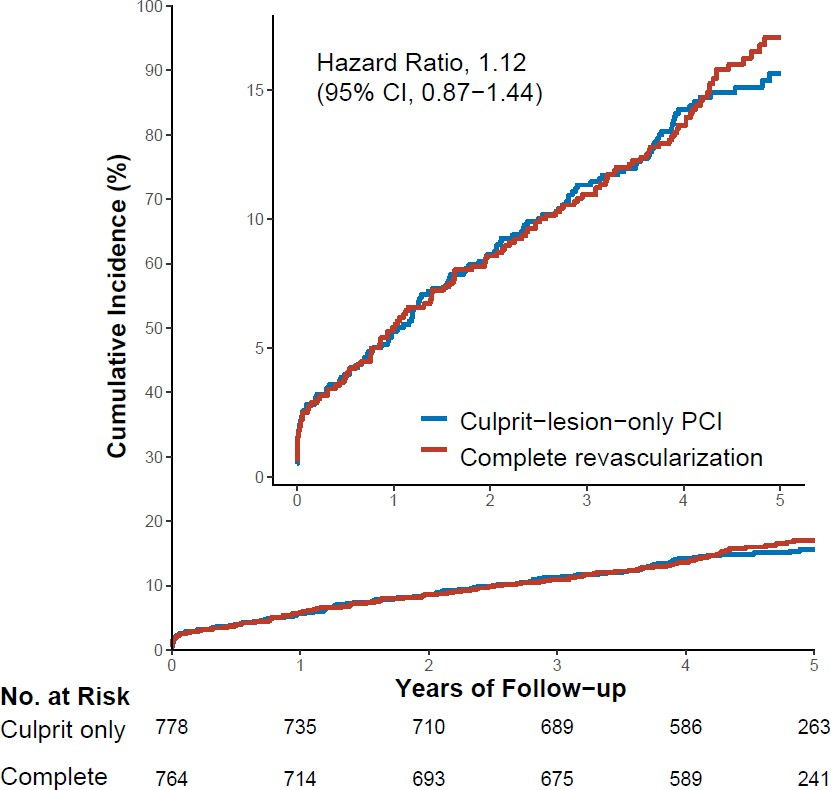 100
90
80
70
60
50
40
30
20
10
0
Cumulative Incidence (%)
15
10
5
0
Hazard Ratio, 1.12
(95% CI, 0.87−1.44)
Culprit−lesion−only PCI
Complete revascularization
0 1 2 3 4 5
0 1 2 3 4 5
Years of Follow−up
No. at Risk
Culprit only 778 735 710 689 586 263
Complete 764 714 693 675 589 241